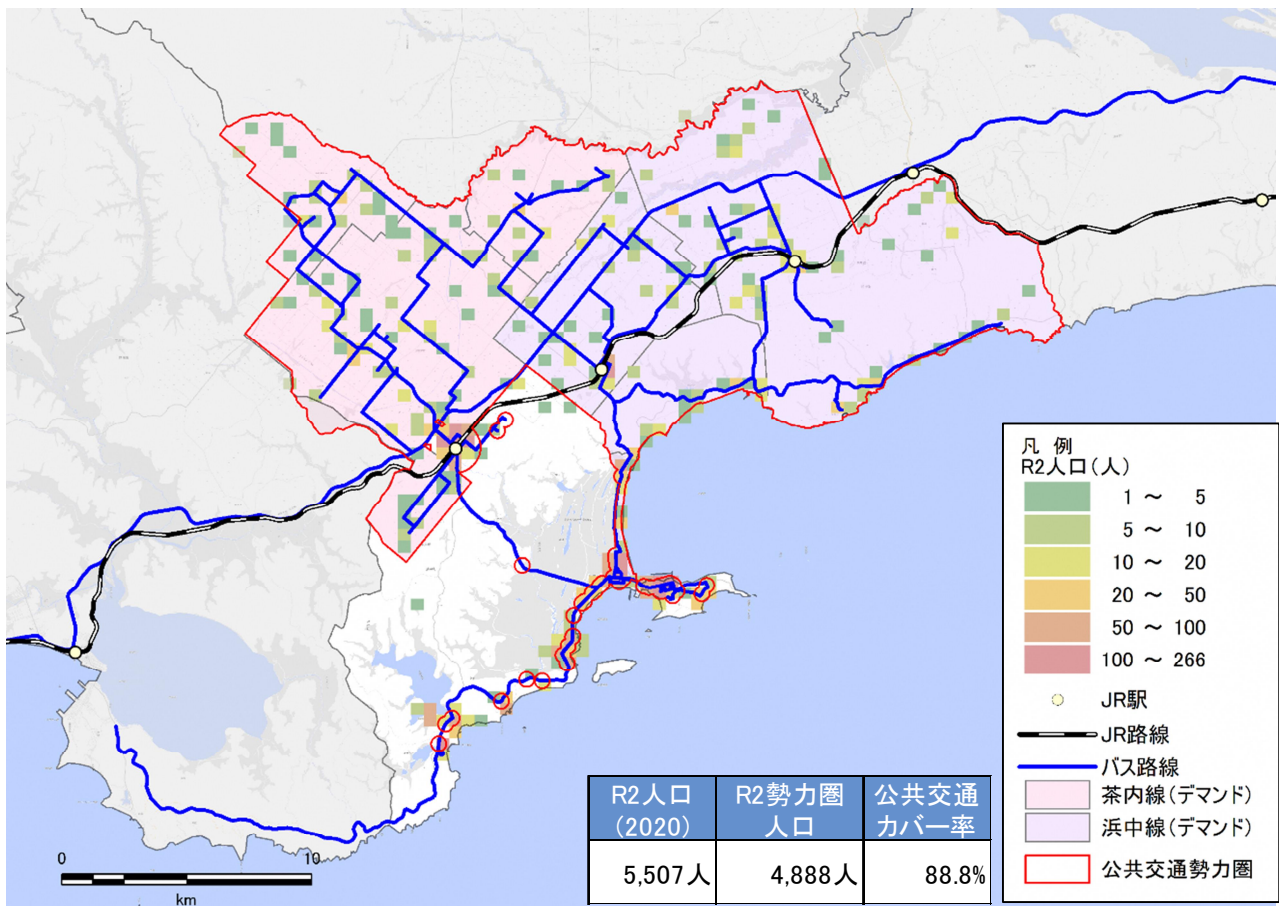 凡 例
R2人口(人)
1 ~ 5
5 ~ 10
10 ~ 20
20 ~ 50
50 ~ 100
100 ~ 266
JR駅
JR路線
バス路線
茶内線(デマンド)
浜中線(デマンド)
公共交通勢力圏
R2人口 R2勢力圏 公共交通
(2020) 人口 カバー率
5,507人 4,888人 88.8%
0 10
km